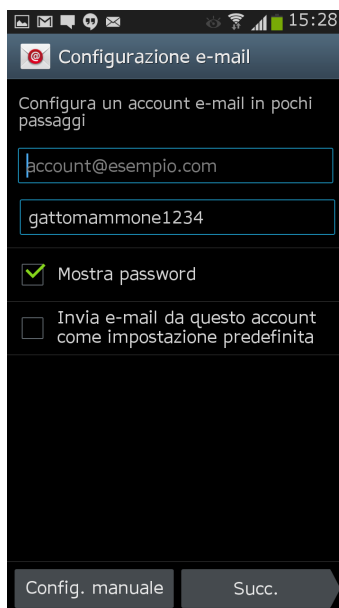 15:28
Configurazione e-mail
Configura un account e-mail in pochi
passaggi
account@esempio.com
gattomammone1234
Mostra password
Invia e-mail da questo account
come impostazione predefinita
Config. manuale
Succ.